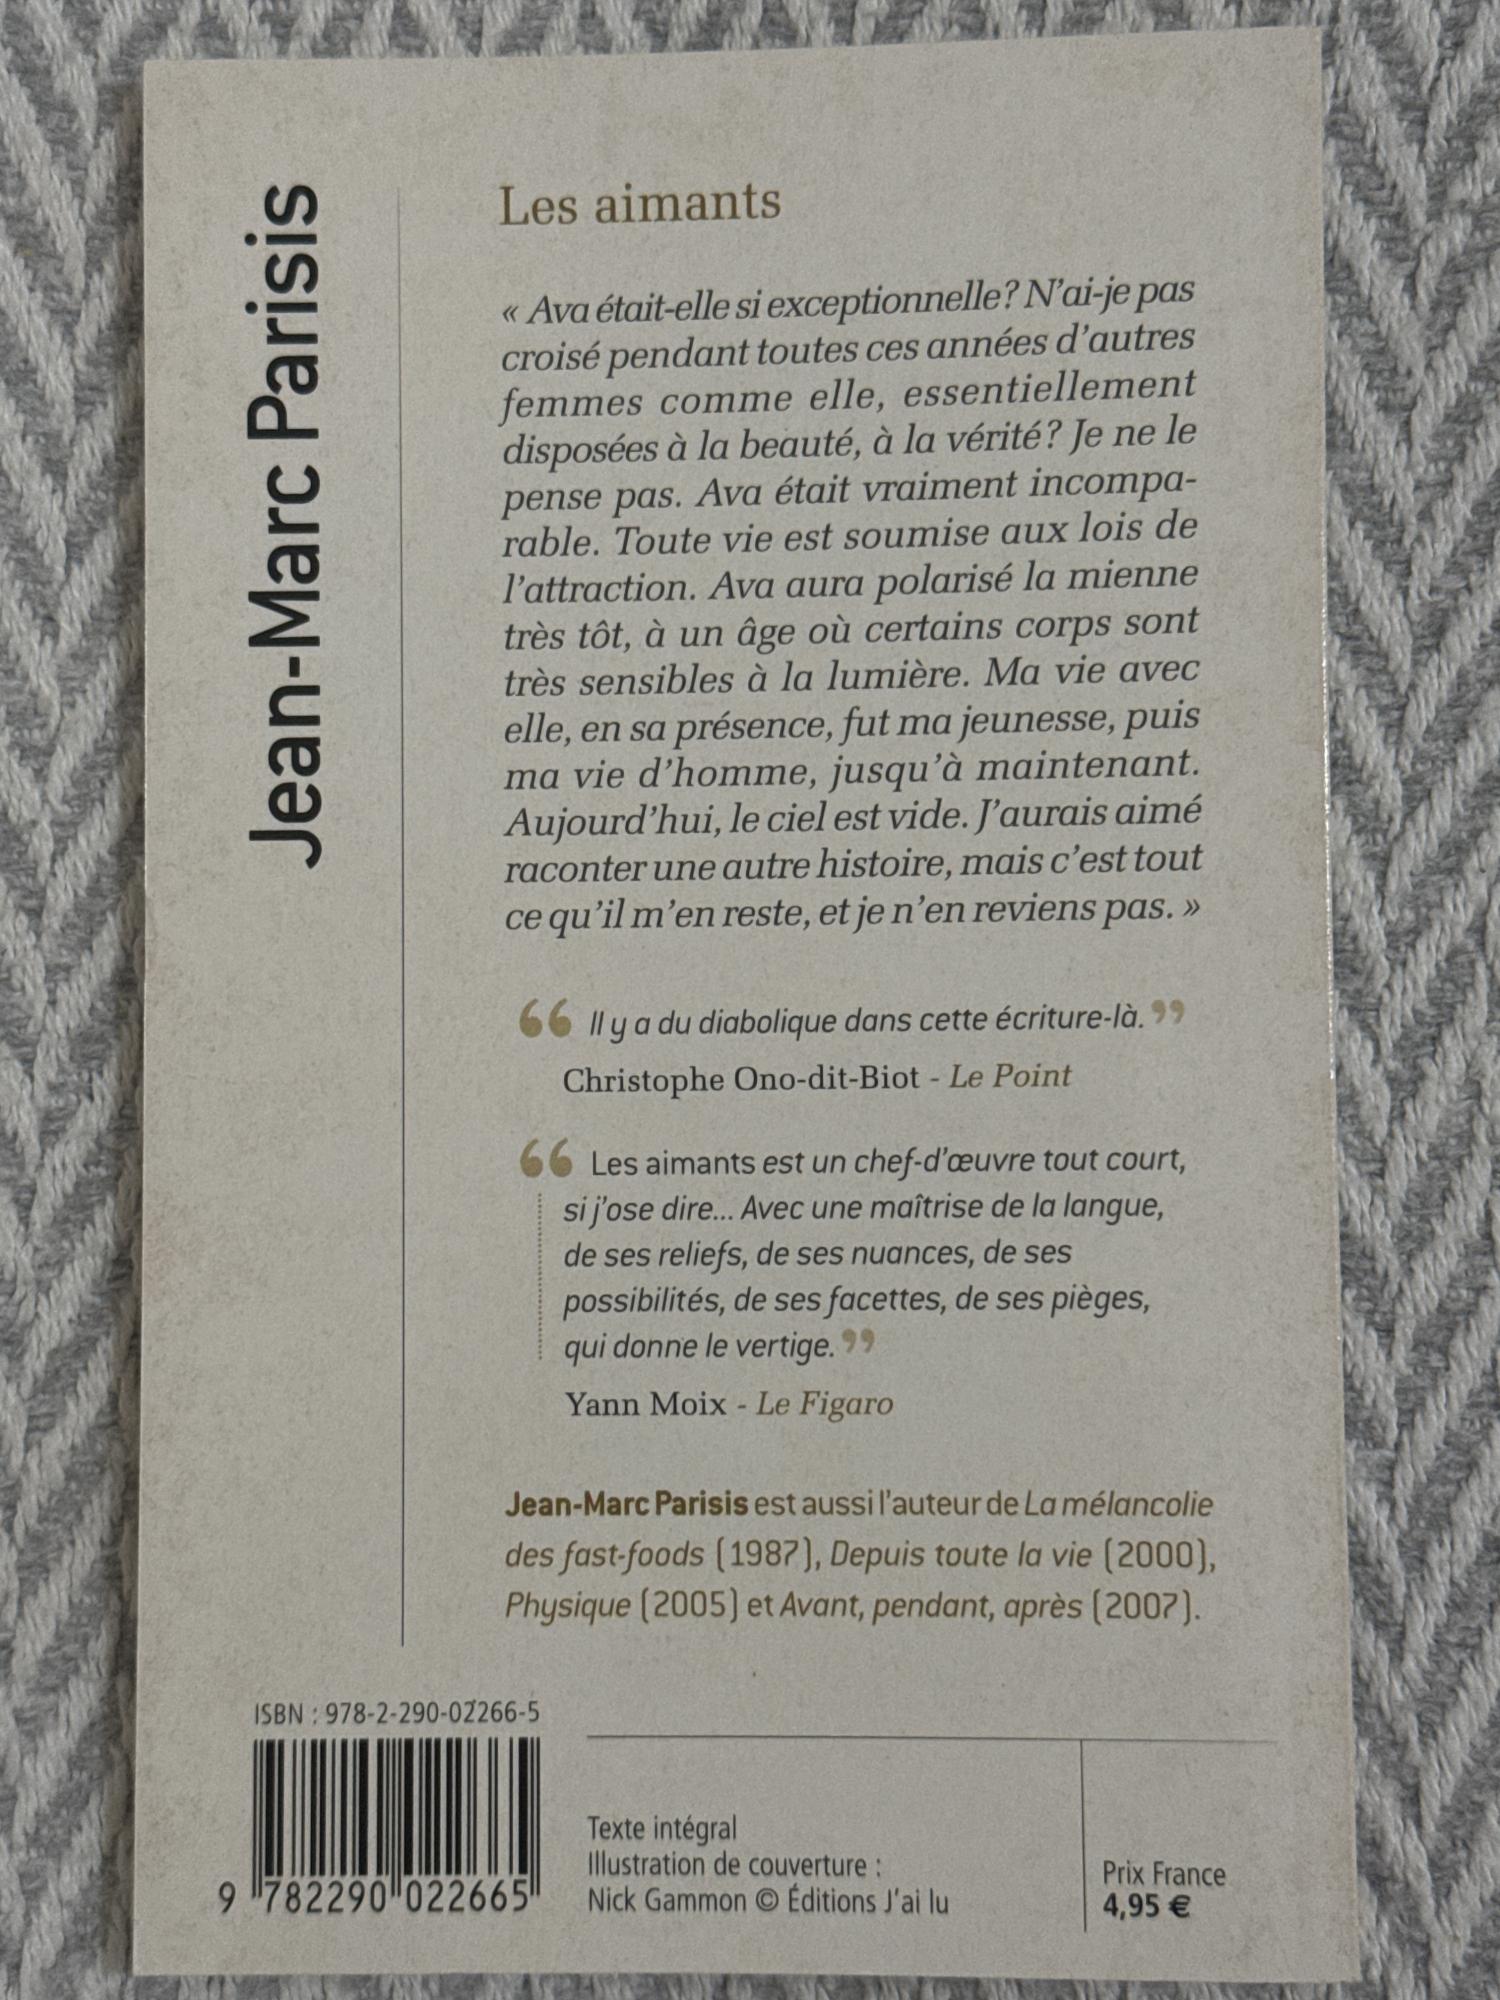 Jean-Marc Parisis
Les aimants
« Ava était-elle si exceptionnelle? N'ai-je pas
croisé pendant toutes ces années d'autres
femmes comme elle, essentiellement
disposées à la beauté, à la vérité? Je ne le
pense pas. Ava était vraiment incompa-
rable. Toute vie est soumise aux lois de
l'attraction. Ava aura polarisé la mienne
très tôt, à un âge où certains corps sont
très sensibles à la lumière. Ma vie avec
elle, en sa présence, fut ma jeunesse, puis
ma vie d'homme, jusqu'à maintenant.
Aujourd'hui, le ciel est vide. J'aurais aimé
raconter une autre histoire, mais c'est tout
ce qu'il m'en reste, et je n'en reviens pas. »
“ Il y a du diabolique dans cette écriture-là. ”
Christophe Ono-dit-Biot - Le Point
“ Les aimants est un chef-d'œuvre tout court,
si j'ose dire... Avec une maîtrise de la langue,
de ses reliefs, de ses nuances, de ses
possibilités, de ses facettes, de ses pièges,
qui donne le vertige. ”
Yann Moix - Le Figaro
Jean-Marc Parisis est aussi l'auteur de La mélancolie
des fast-foods (1987), Depuis toute la vie (2000),
Physique (2005) et Avant, pendant, après (2007).
ISBN : 978-2-290-02266-5
9 782290 022665
Texte intégral
Illustration de couverture :
Nick Gammon © Éditions J'ai lu
Prix France
4,95 €